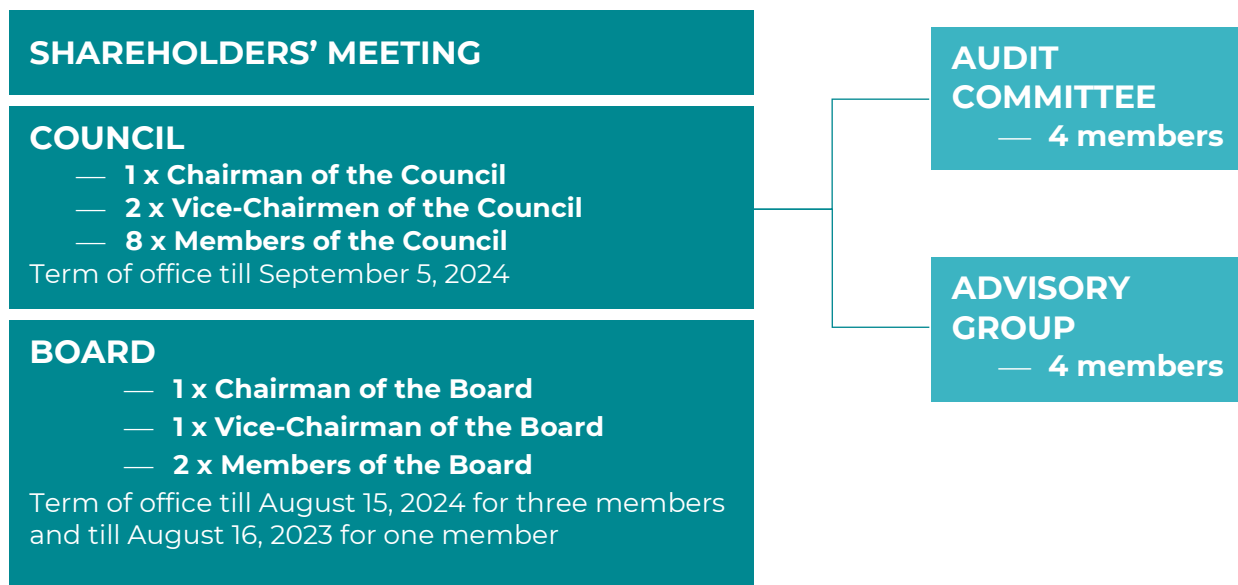 SHAREHOLDERS’ MEETING
COUNCIL
— 1 x Chairman of the Council
— 2 x Vice-Chairmen of the Council
— 8 x Members of the Council
Term of office till September 5, 2024
BOARD
— 1 x Chairman of the Board
— 1 x Vice-Chairman of the Board
— 2 x Members of the Board
Term of office till August 15, 2024 for three members
and till August 16, 2023 for one member
AUDIT
COMMITTEE
— 4 members
ADVISORY
GROUP
— 4 members